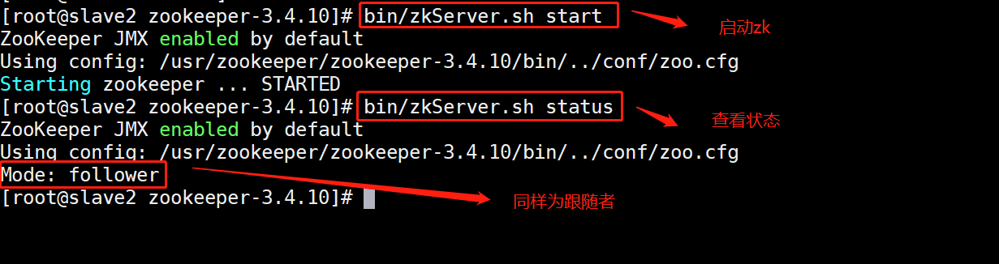 [root@slave2 zookeeper-3.4.10]# bin/zkServer.sh start
启动zk
ZooKeeper JMX enabled by default
Using config: /usr/zookeeper/zookeeper-3.4.10/bin/../conf/zoo.cfg
Starting zookeeper ... STARTED
[root@slave2 zookeeper-3.4.10]# bin/zkServer.sh status
查看状态
ZooKeeper JMX enabled by default
Using config: /usr/zookeeper/zookeeper-3.4.10/bin/../conf/zoo.cfg
Mode: follower
[root@slave2 zookeeper-3.4.10]#
同样为跟随者